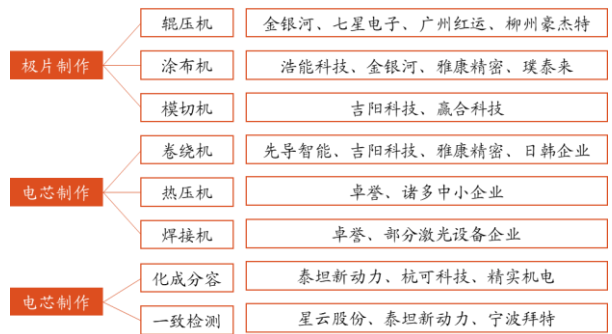 辊压机 金银河、七星电子、广州红运、柳州豪杰特
极片制作 涂布机 浩能科技、金银河、雅康精密、璞泰来
模切机 吉阳科技、赢合科技
卷绕机 先导智能、吉阳科技、雅康精密、日韩企业
电芯制作 热压机 卓誉、诸多中小企业
焊接机 卓誉、部分激光设备企业
化成分容 泰坦新动力、杭可科技、精实机电
电芯制作
一致检测 星云股份、泰坦新动力、宁波拜特